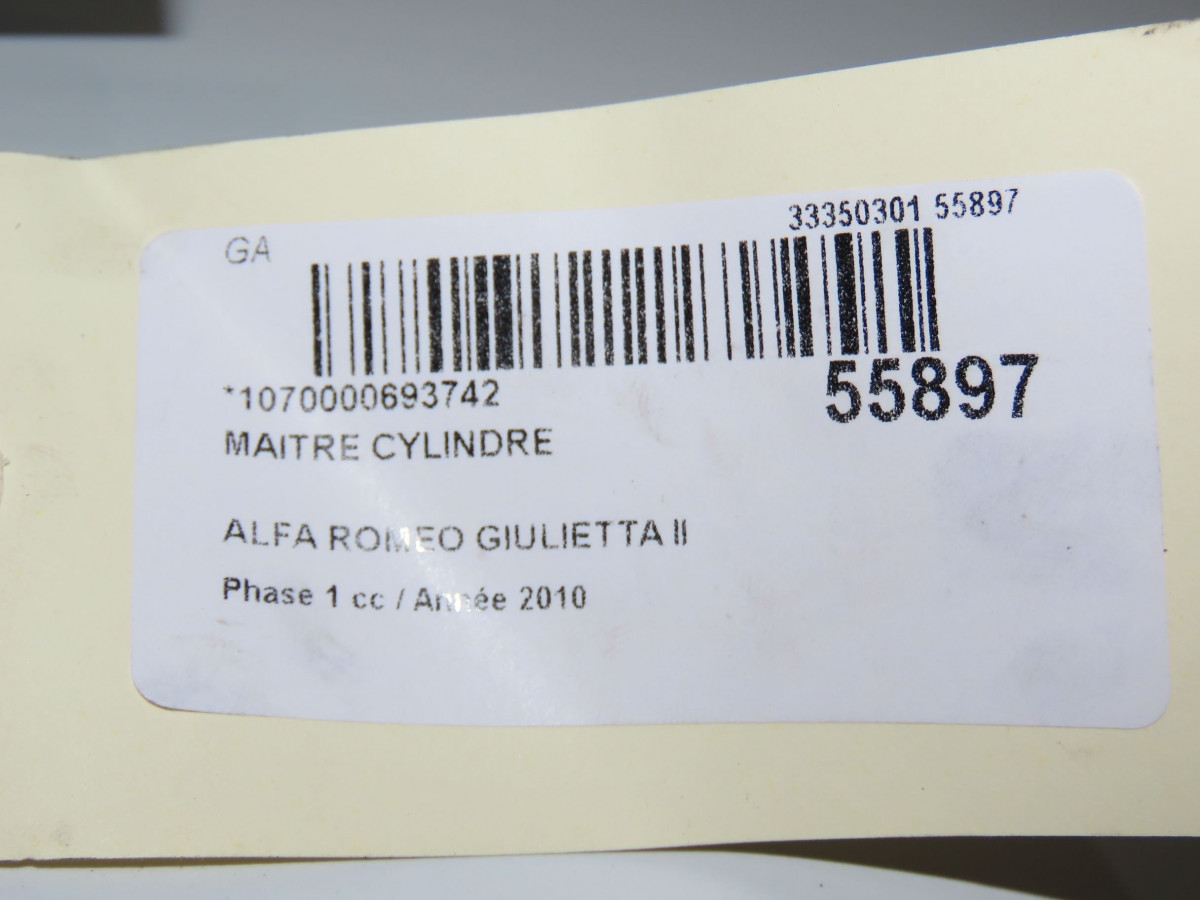 GA
33350301 55897
*1070000693742
55897
MAITRE CYLINDRE
ALFA ROMEO GIULIETTA II
Phase 1 cc / Année 2010